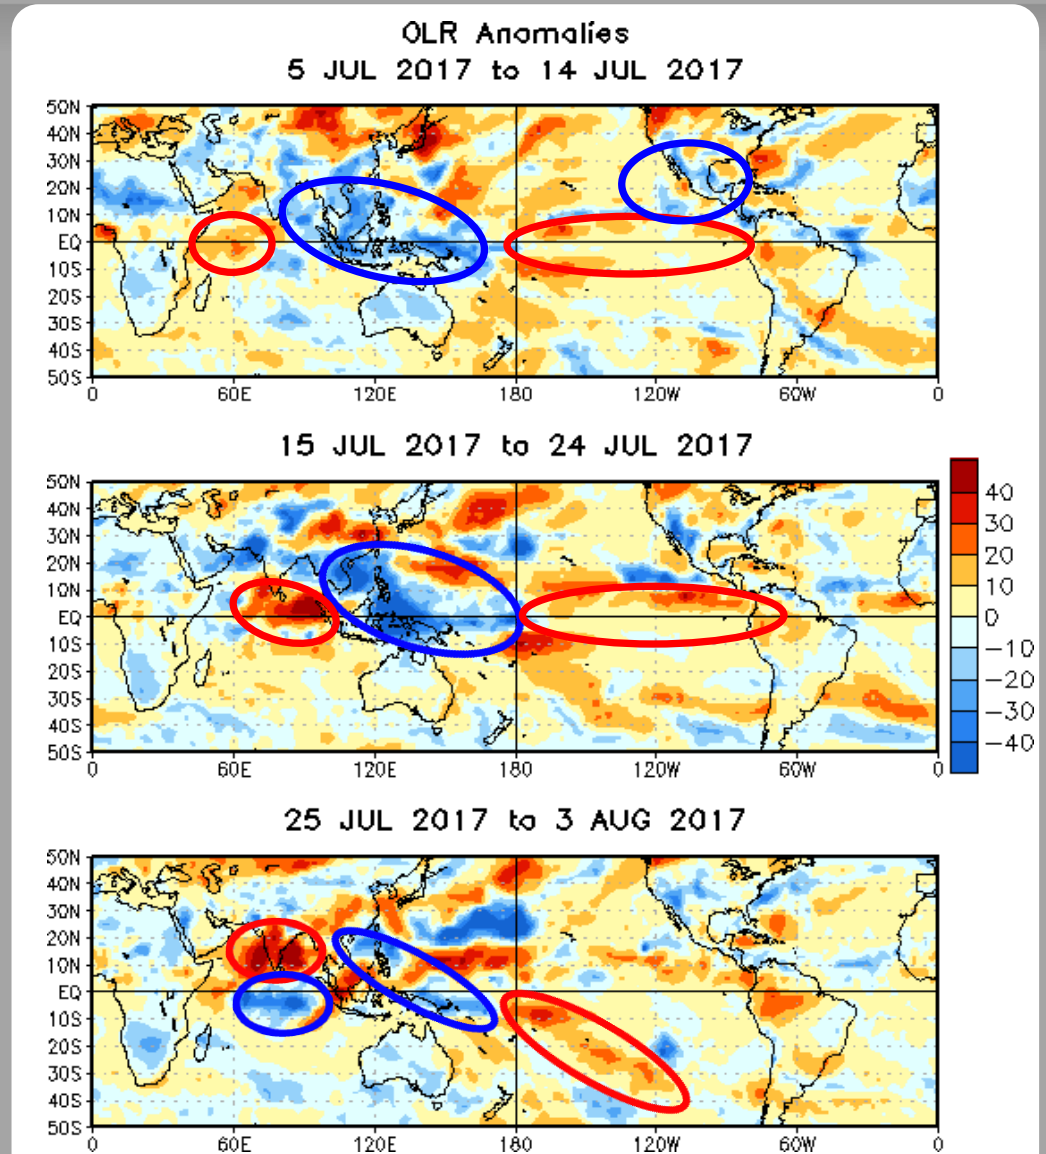 OLR Anomalies
5 JUL 2017 to 14 JUL 2017
50N
40N
30N
20N
10N
EQ
10S
20S
30S
40S
50S
0 60E 120E 180 120W 60W 0
15 JUL 2017 to 24 JUL 2017
50N
40N
30N
20N
10N
EQ
10S
20S
30S
40S
50S
0 60E 120E 180 120W 60W 0
40
30
20
10
0
−10
−20
−30
−40
25 JUL 2017 to 3 AUG 2017
50N
40N
30N
20N
10N
EQ
10S
20S
30S
40S
50S
0 60E 120E 180 120W 60W 0